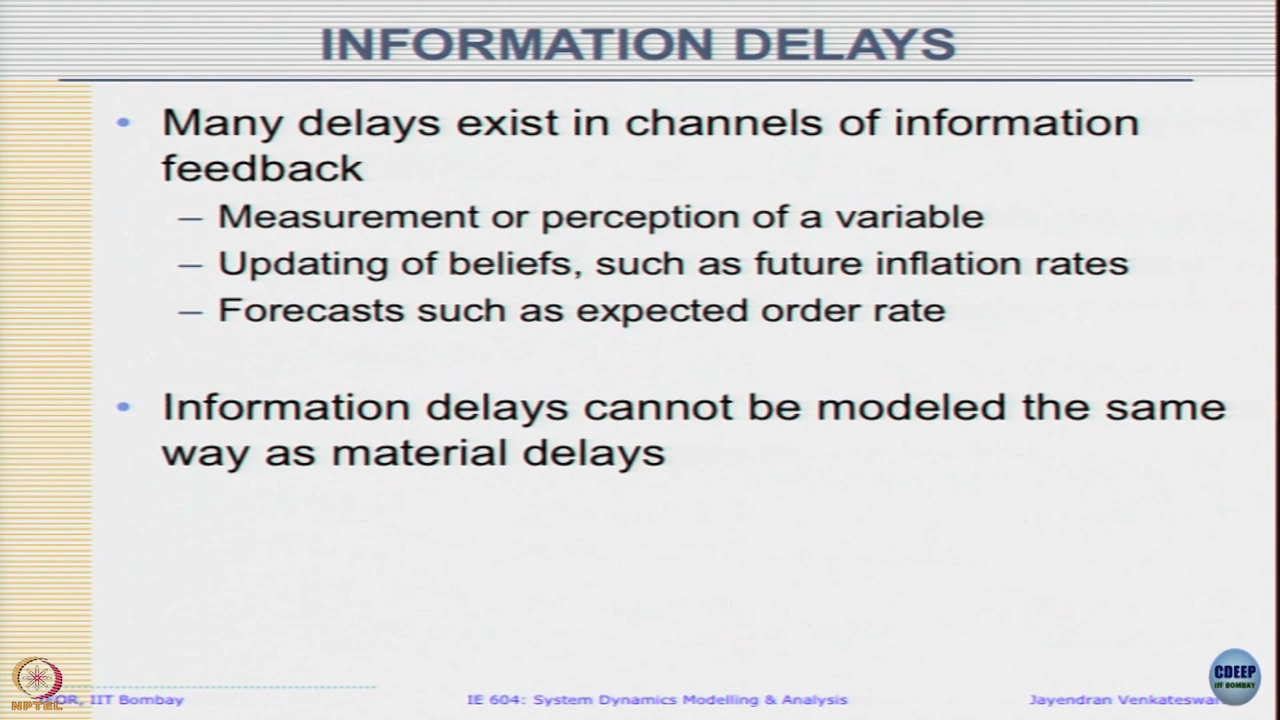 INFORMATION DELAYS
• Many delays exist in channels of information
feedback
– Measurement or perception of a variable
– Updating of beliefs, such as future inflation rates
– Forecasts such as expected order rate
• Information delays cannot be modeled the same
way as material delays
IIT Bombay
IE 604: System Dynamics Modelling & Analysis
Jayendran
NPTEL
CDEEP
IIT BOMBAY